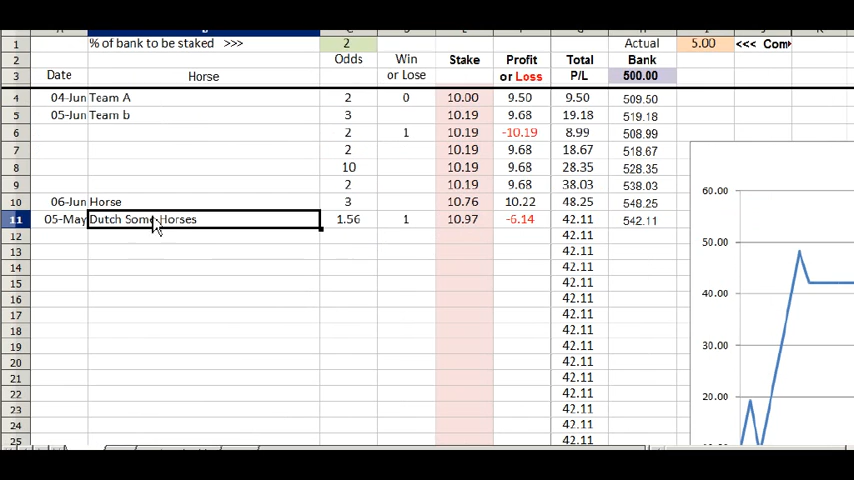 1 % of bank to be staked >>> 2 Actual 5.00 <<< Com
2 Odds Win Stake Profit Total Bank
3 Date Horse or Lose or Loss P/L 500.00
4 04-Jun Team A 2 0 10.00 9.50 9.50 509.50
5 05-Jun Team b 3 10.19 9.68 19.18 518.18
6 2 1 10.19 -10.19 8.99 508.99
7 2 10.19 9.68 18.67 518.67
8 10 10.19 9.68 28.35 528.35
9 2 10.19 9.68 38.03 538.03
10 06-Jun Horse 3 10.76 10.22 48.25 548.25
11 05-May Dutch Some Horses 1.56 1 10.97 -6.14 42.11 542.11
12 42.11
13 42.11
14 42.11
15 42.11
16 42.11
17 42.11
18 42.11
19 42.11
20 42.11
21 42.11
22 42.11
23 42.11
24 42.11
25 42.11
60.00
50.00
40.00
30.00
20.00